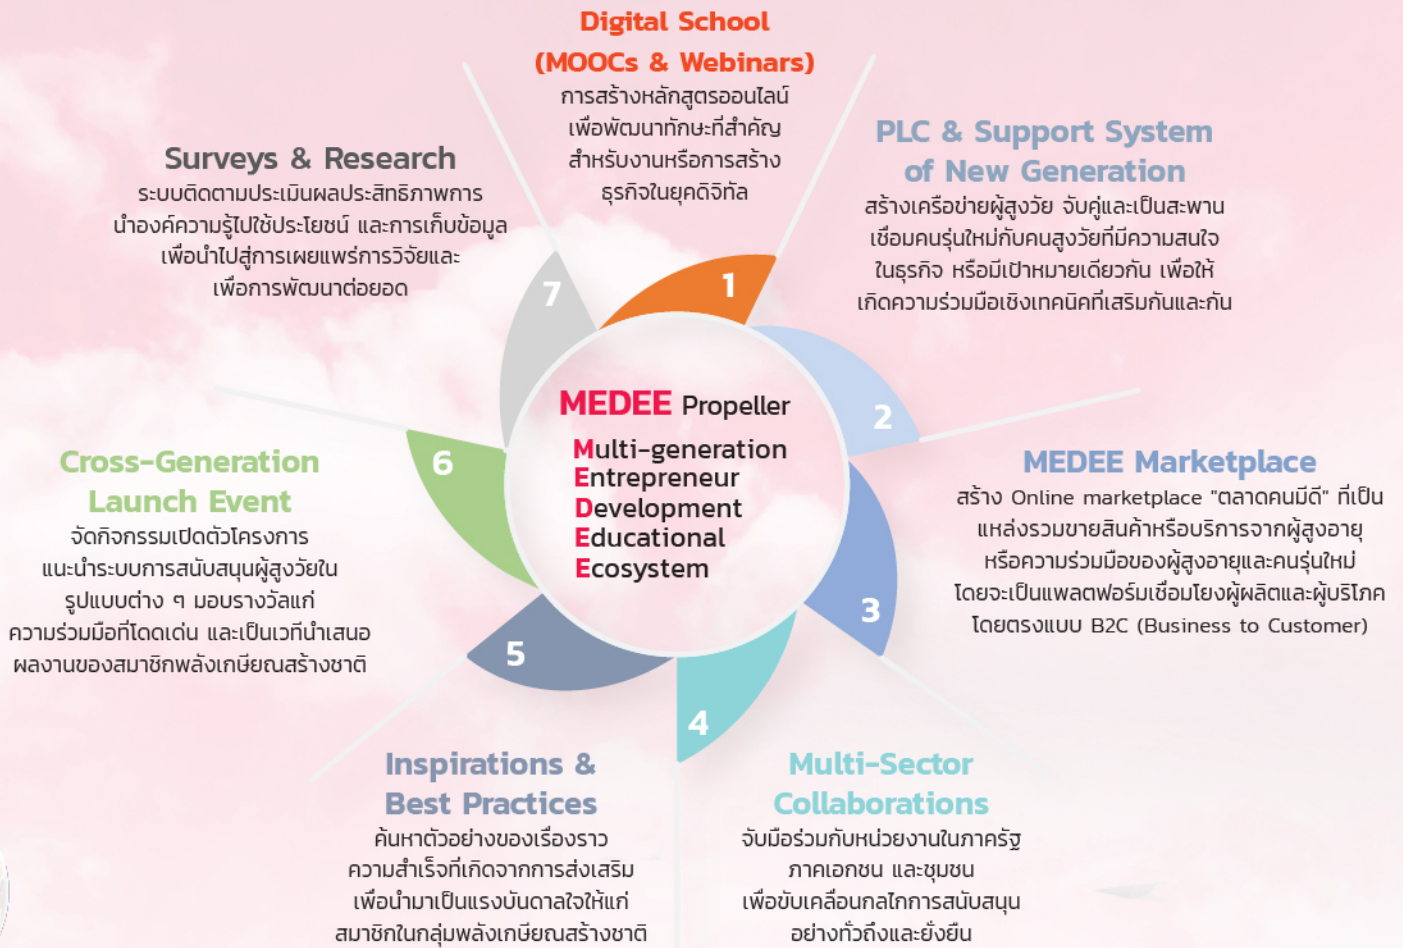 Digital School
(MOOCs & Webinars)
การสร้างหลักสูตรออนไลน์
เพื่อพัฒนาทักษะที่สำคัญ
สำหรับงานหรือการสร้าง
ธุรกิจในยุคดิจิทัล
PLC & Support System
of New Generation
สร้างเครือข่ายผู้สูงวัย จับคู่และเป็นสะพาน
เชื่อมคนรุ่นใหม่กับคนสูงวัยที่มีความสนใจ
ในธุรกิจ หรือมีเป้าหมายเดียวกัน เพื่อให้
เกิดความร่วมมือเชิงเทคนิคที่เสริมกันและกัน
MEDEE Marketplace
สร้าง Online marketplace "ตลาดคนมีดี" ที่เป็น
แหล่งรวมขายสินค้าหรือบริการจากผู้สูงอายุ
หรือความร่วมมือของผู้สูงอายุและคนรุ่นใหม่
โดยจะเป็นแพลตฟอร์มเชื่อมโยงผู้ผลิตและผู้บริโภค
โดยตรงแบบ B2C (Business to Customer)
Multi-Sector
Collaborations
จับมือร่วมกับหน่วยงานในภาครัฐ
ภาคเอกชน และชุมชน
เพื่อขับเคลื่อนกลไกการสนับสนุน
อย่างทั่วถึงและยั่งยืน
Inspirations &
Best Practices
ค้นหาตัวอย่างของเรื่องราว
ความสำเร็จที่เกิดจากการส่งเสริม
เพื่อนำมาเป็นแรงบันดาลใจให้แก่
สมาชิกในกลุ่มพลังเกษียณสร้างชาติ
Cross-Generation
Launch Event
จัดกิจกรรมเปิดตัวโครงการ
แนะนำระบบการสนับสนุนผู้สูงวัยใน
รูปแบบต่าง ๆ มอบรางวัลแก่
ความร่วมมือที่โดดเด่น และเป็นเวทีนำเสนอ
ผลงานของสมาชิกพลังเกษียณสร้างชาติ
Surveys & Research
ระบบติดตามประเมินผลประสิทธิภาพการ
นำองค์ความรู้ไปใช้ประโยชน์ และการเก็บข้อมูล
เพื่อนำไปสู่การเผยแพร่การวิจัยและ
เพื่อการพัฒนาต่อยอด
1
2
3
4
5
6
7
MEDEE Propeller
Multi-generation
Entrepreneur
Development
Educational
Ecosystem